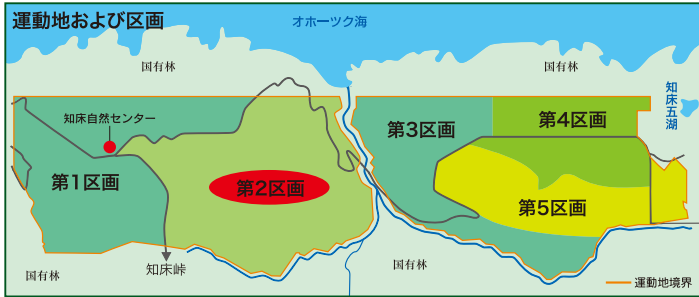 運動地および区画
オホーツク海
国有林
国有林
知床五湖
知床自然センター
第1区画
第2区画
第3区画
第4区画
第5区画
知床峠
国有林
国有林
運動地境界